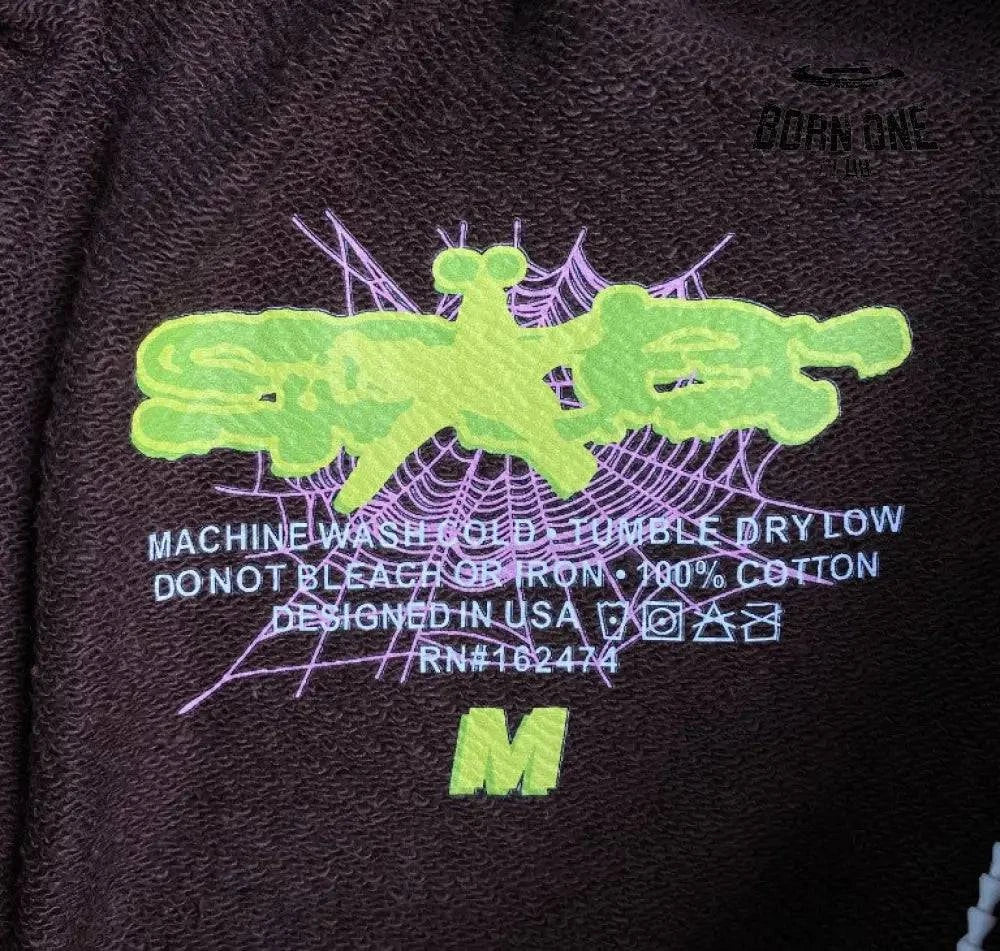 BORN ONE
sp5der
MACHINE WASH COLD • TUMBLE DRY LOW
DO NOT BLEACH OR IRON • 100% COTTON
DESIGNED IN USA
RN#162474
M